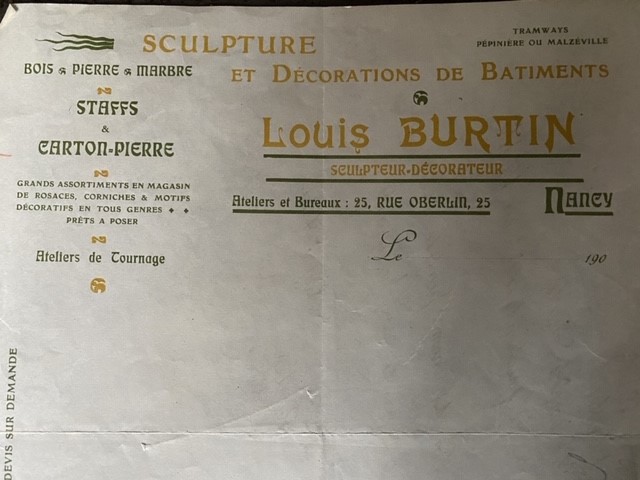 SCULPTURE
ET DÉCORATIONS DE BATIMENTS
TRAMWAYS
PÉPINIÈRE OU MALZÉVILLE
BOIS PIERRE MARBRE
STAFFS
&
CARTON-PIERRE
GRANDS ASSORTIMENTS EN MAGASIN
DE ROSACES, CORNICHES & MOTIFS
DÉCORATIFS EN TOUS GENRES
PRÊTS A POSER
Ateliers de Tournage
Louis BURTIN
SCULPTEUR-DÉCORATEUR
Ateliers et Bureaux : 25, RUE OBERLIN, 25
NANCY
Le 190
DEVIS SUR DEMANDE